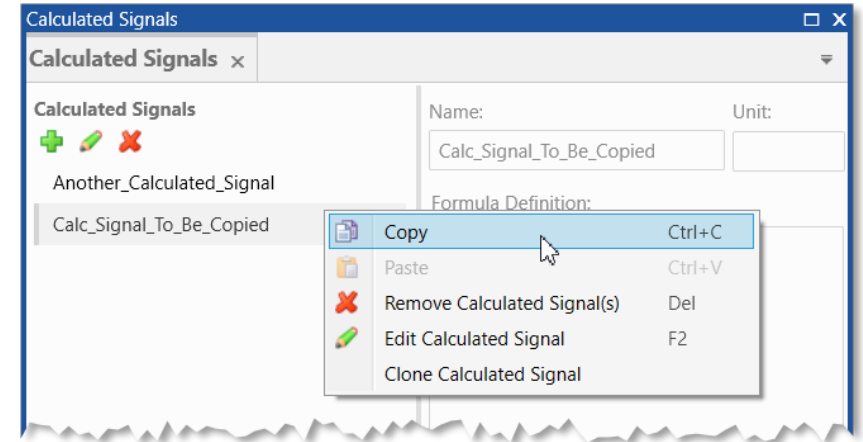 Calculated Signals
Calculated Signals ×
Calculated Signals
Name:
Unit:
Calc_Signal_To_Be_Copied
Another_Calculated_Signal
Formula Definition:
Calc_Signal_To_Be_Copied
Copy Ctrl+C
Paste Ctrl+V
Remove Calculated Signal(s) Del
Edit Calculated Signal F2
Clone Calculated Signal